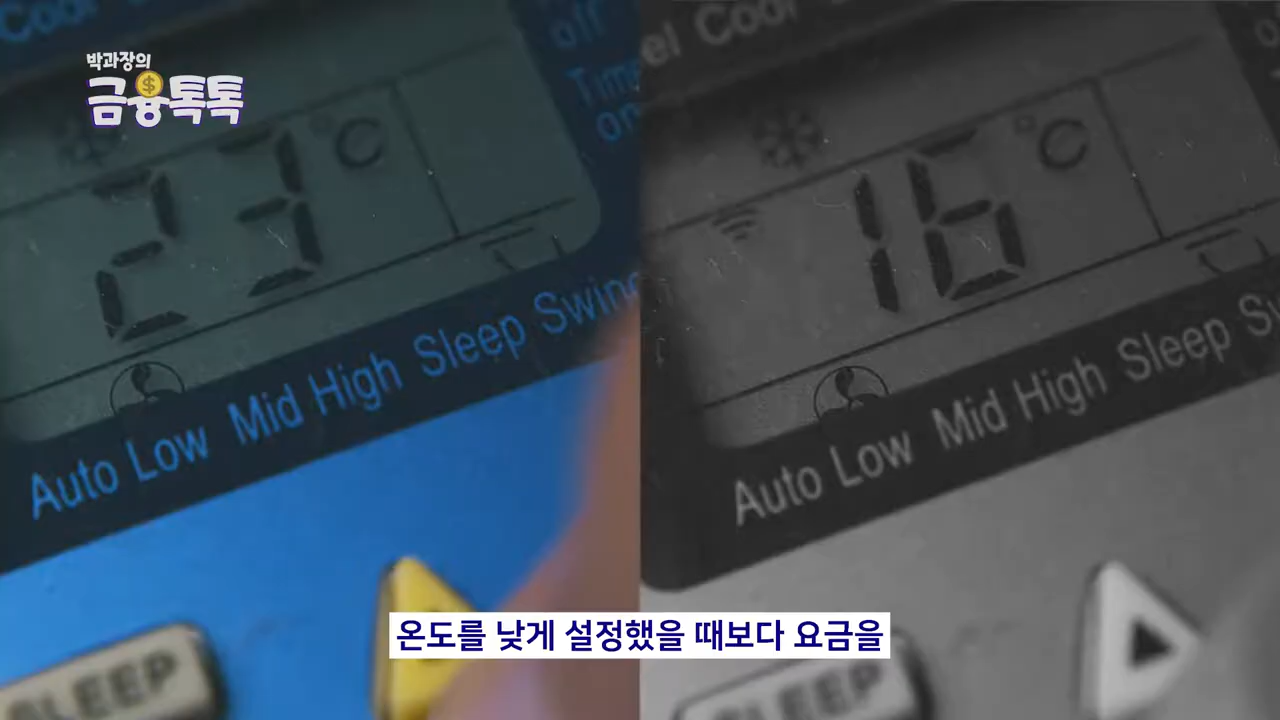 박과장의
금융톡톡
Cool
off
Timer
on
23°C
Auto Low Mid High Sleep Swing
SLEEP
Cool
16°C
Auto Low Mid High Sleep
SLEEP
온도를 낮게 설정했을 때보다 요금을